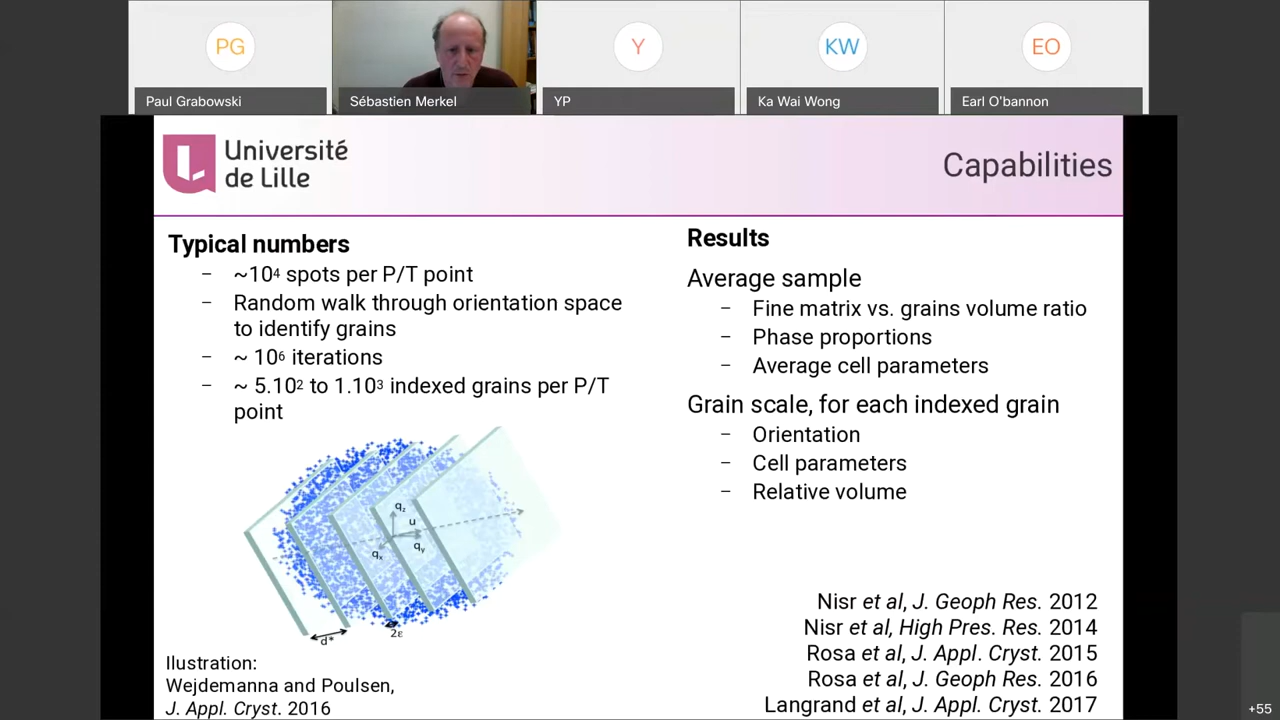 PG
Y
KW
EO
Paul Grabowski
Sébastien Merkel
YP
Ka Wai Wong
Earl O'bannon
Université
de Lille
Capabilities
Typical numbers
– ~10⁴ spots per P/T point
– Random walk through orientation space
to identify grains
– ~ 10⁶ iterations
– ~ 5.10² to 1.10³ indexed grains per P/T
point
qz
u
qy
qx
d*
2ε
Ilustration:
Wejdemanna and Poulsen,
J. Appl. Cryst. 2016
Results
Average sample
– Fine matrix vs. grains volume ratio
– Phase proportions
– Average cell parameters
Grain scale, for each indexed grain
– Orientation
– Cell parameters
– Relative volume
Nisr et al, J. Geoph Res. 2012
Nisr et al, High Pres. Res. 2014
Rosa et al, J. Appl. Cryst. 2015
Rosa et al, J. Geoph Res. 2016
Langrand et al, J. Appl. Cryst. 2017
+55